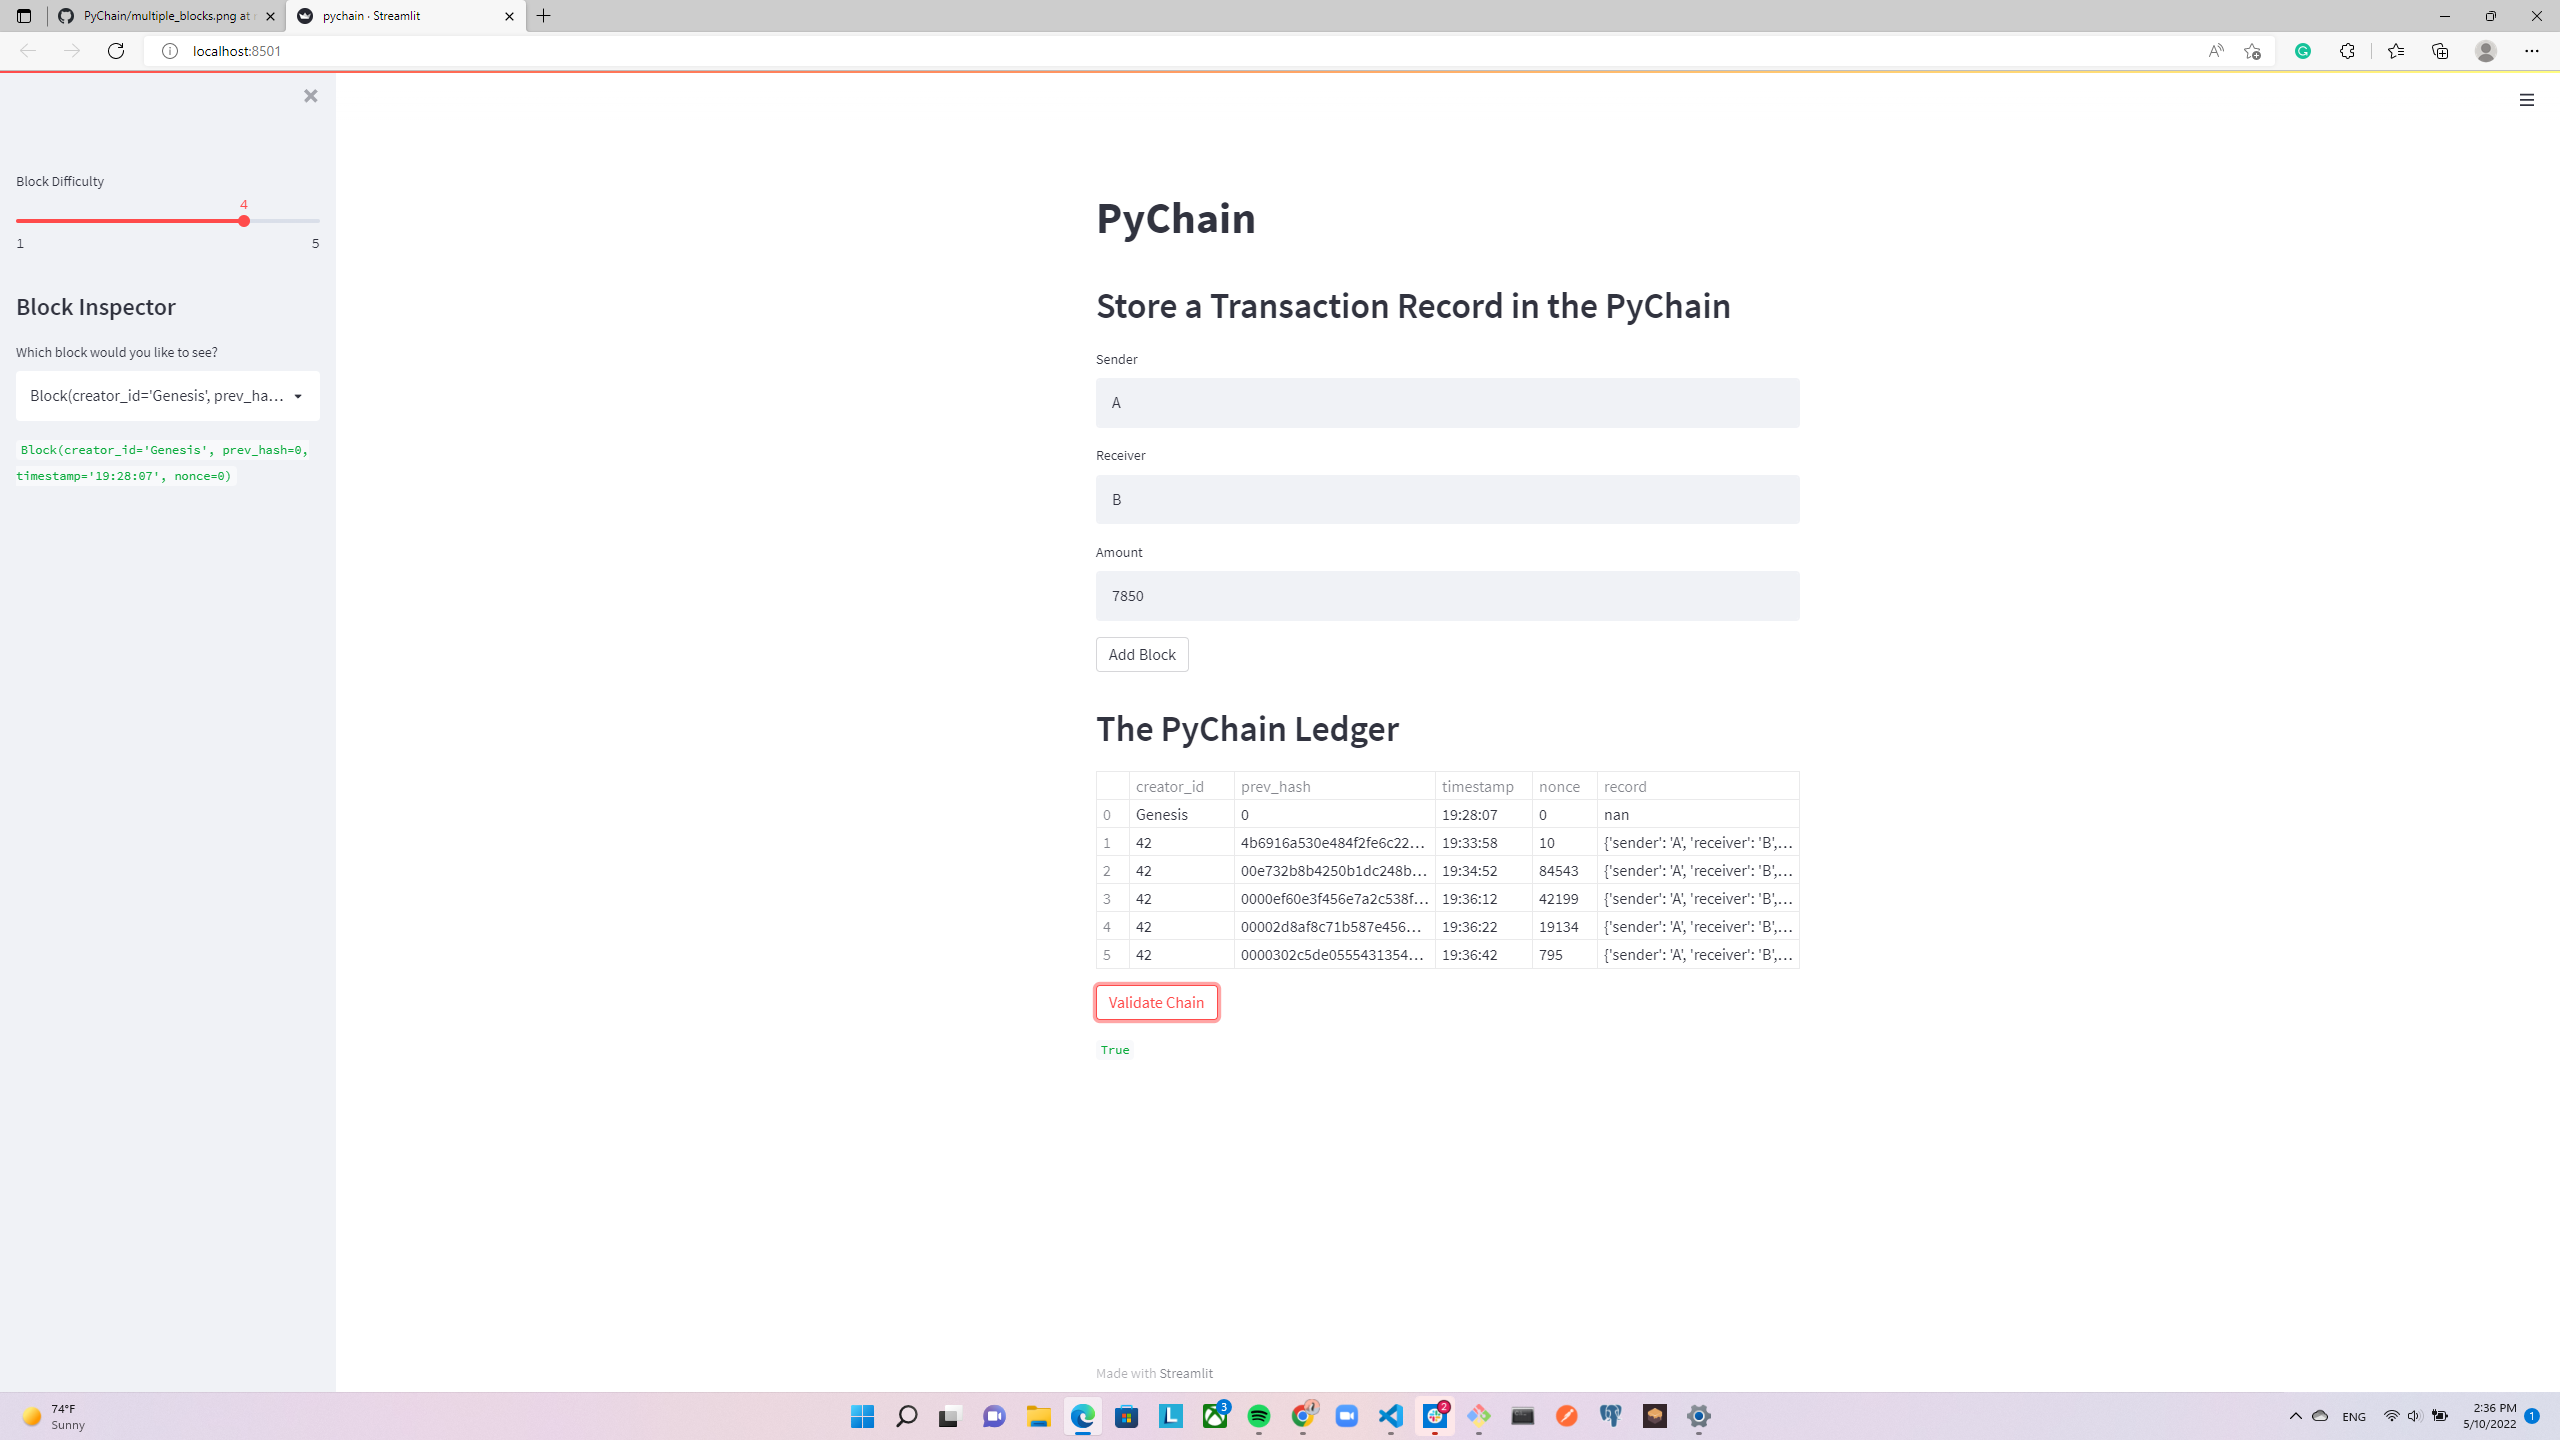 PyChain/multiple_blocks.png at
pychain · Streamlit
localhost:8501
Block Difficulty
4
1 5
Block Inspector
Which block would you like to see?
Block(creator_id='Genesis', prev_ha...
Block(creator_id='Genesis', prev_hash=0,
timestamp='19:28:07', nonce=0)
PyChain
Store a Transaction Record in the PyChain
Sender
A
Receiver
B
Amount
7850
Add Block
The PyChain Ledger
creator_id prev_hash timestamp nonce record
0 Genesis 0 19:28:07 0 nan
1 42 4b6916a530e484f2fe6c22... 19:33:58 10 {'sender': 'A', 'receiver': 'B',...
2 42 00e732b8b4250b1dc248b... 19:34:52 84543 {'sender': 'A', 'receiver': 'B',...
3 42 0000ef60e3f456e7a2c538f... 19:36:12 42199 {'sender': 'A', 'receiver': 'B',...
4 42 00002d8af8c71b587e456... 19:36:22 19134 {'sender': 'A', 'receiver': 'B',...
5 42 0000302c5de0555431354... 19:36:42 795 {'sender': 'A', 'receiver': 'B',...
Validate Chain
True
Made with Streamlit
74°F
Sunny
L
3
2
ENG
2:36 PM
5/10/2022
1